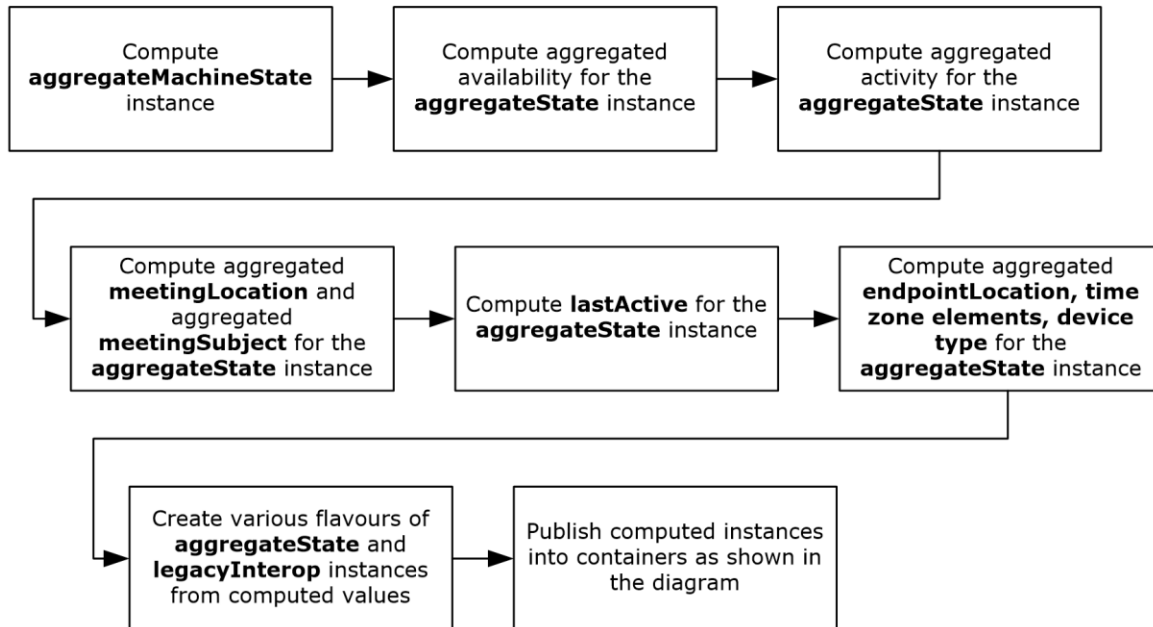 Compute
aggregateMachineState
instance
Compute aggregated
availability for the
aggregateState instance
Compute aggregated
activity for the
aggregateState instance
Compute aggregated
meetingLocation and
aggregated
meetingSubject for the
aggregateState instance
Compute lastActive for the
aggregateState instance
Compute aggregated
endpointLocation, time
zone elements, device
type for the
aggregateState instance
Create various flavours of
aggregateState and
legacyInterop instances
from computed values
Publish computed instances
into containers as shown in
the diagram